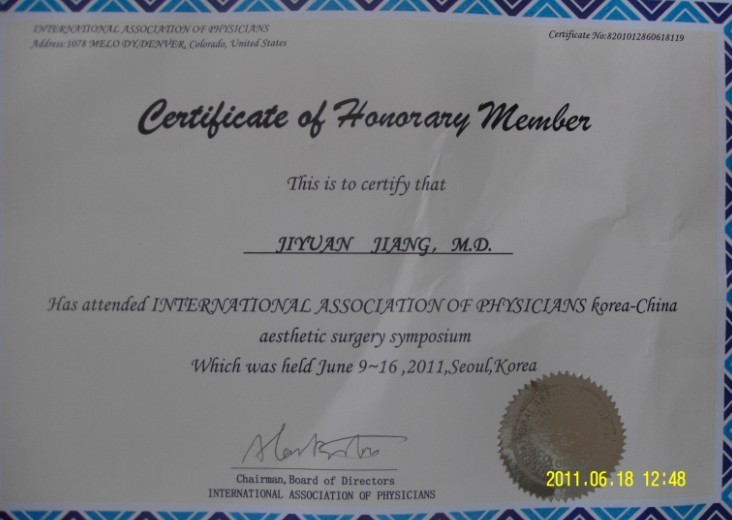 INTERNATIONAL ASSOCIATION OF PHYSICIANS
Address:1078 MELO DY,DENVER, Colorado, United States
Certificate No:8201012860618119
Certificate of Honorary Member
This is to certify that
JIYUAN JIANG, M.D.
Has attended INTERNATIONAL ASSOCIATION OF PHYSICIANS korea-China
aesthetic surgery symposium
Which was held June 9~16 ,2011,Seoul,Korea
Chairman, Board of Directors
INTERNATIONAL ASSOCIATION OF PHYSICIANS
2011.06.18 12:48